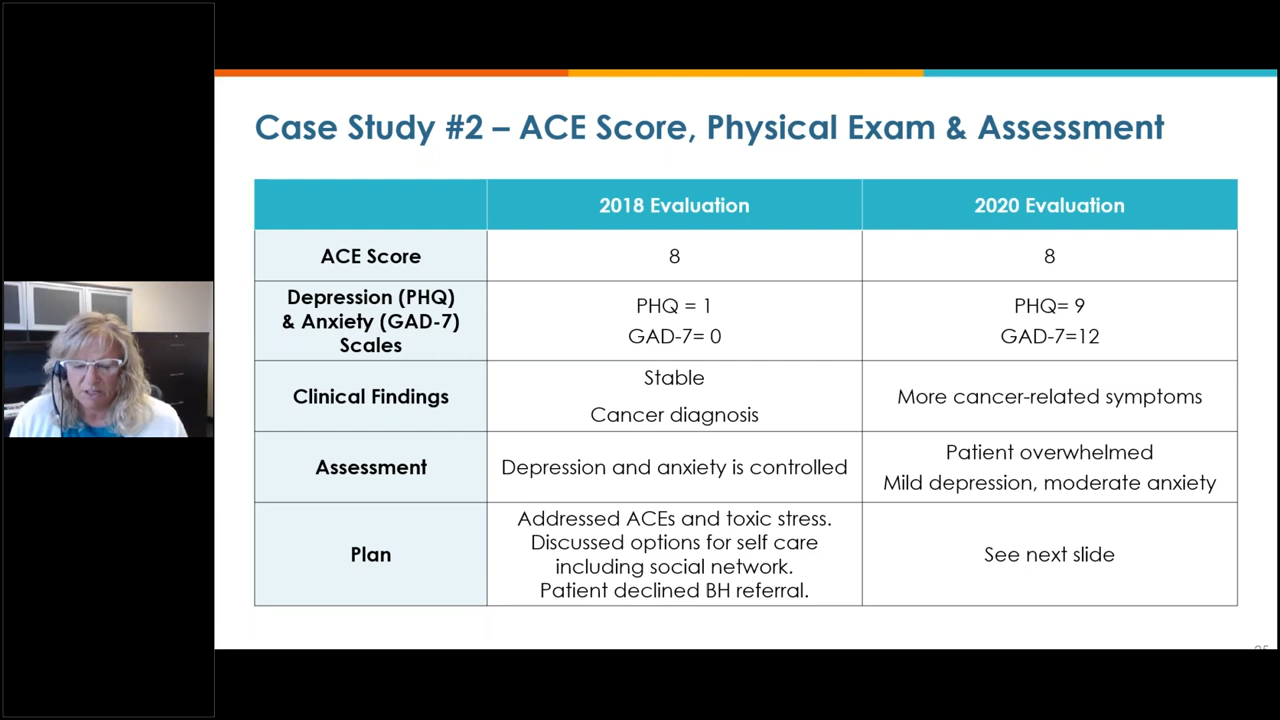 Case Study #2 – ACE Score, Physical Exam & Assessment
2018 Evaluation
2020 Evaluation
ACE Score
8
8
Depression (PHQ)
& Anxiety (GAD-7)
Scales
PHQ = 1
GAD-7= 0
PHQ= 9
GAD-7=12
Clinical Findings
Stable
Cancer diagnosis
More cancer-related symptoms
Assessment
Depression and anxiety is controlled
Patient overwhelmed
Mild depression, moderate anxiety
Plan
Addressed ACEs and toxic stress.
Discussed options for self care
including social network.
Patient declined BH referral.
See next slide